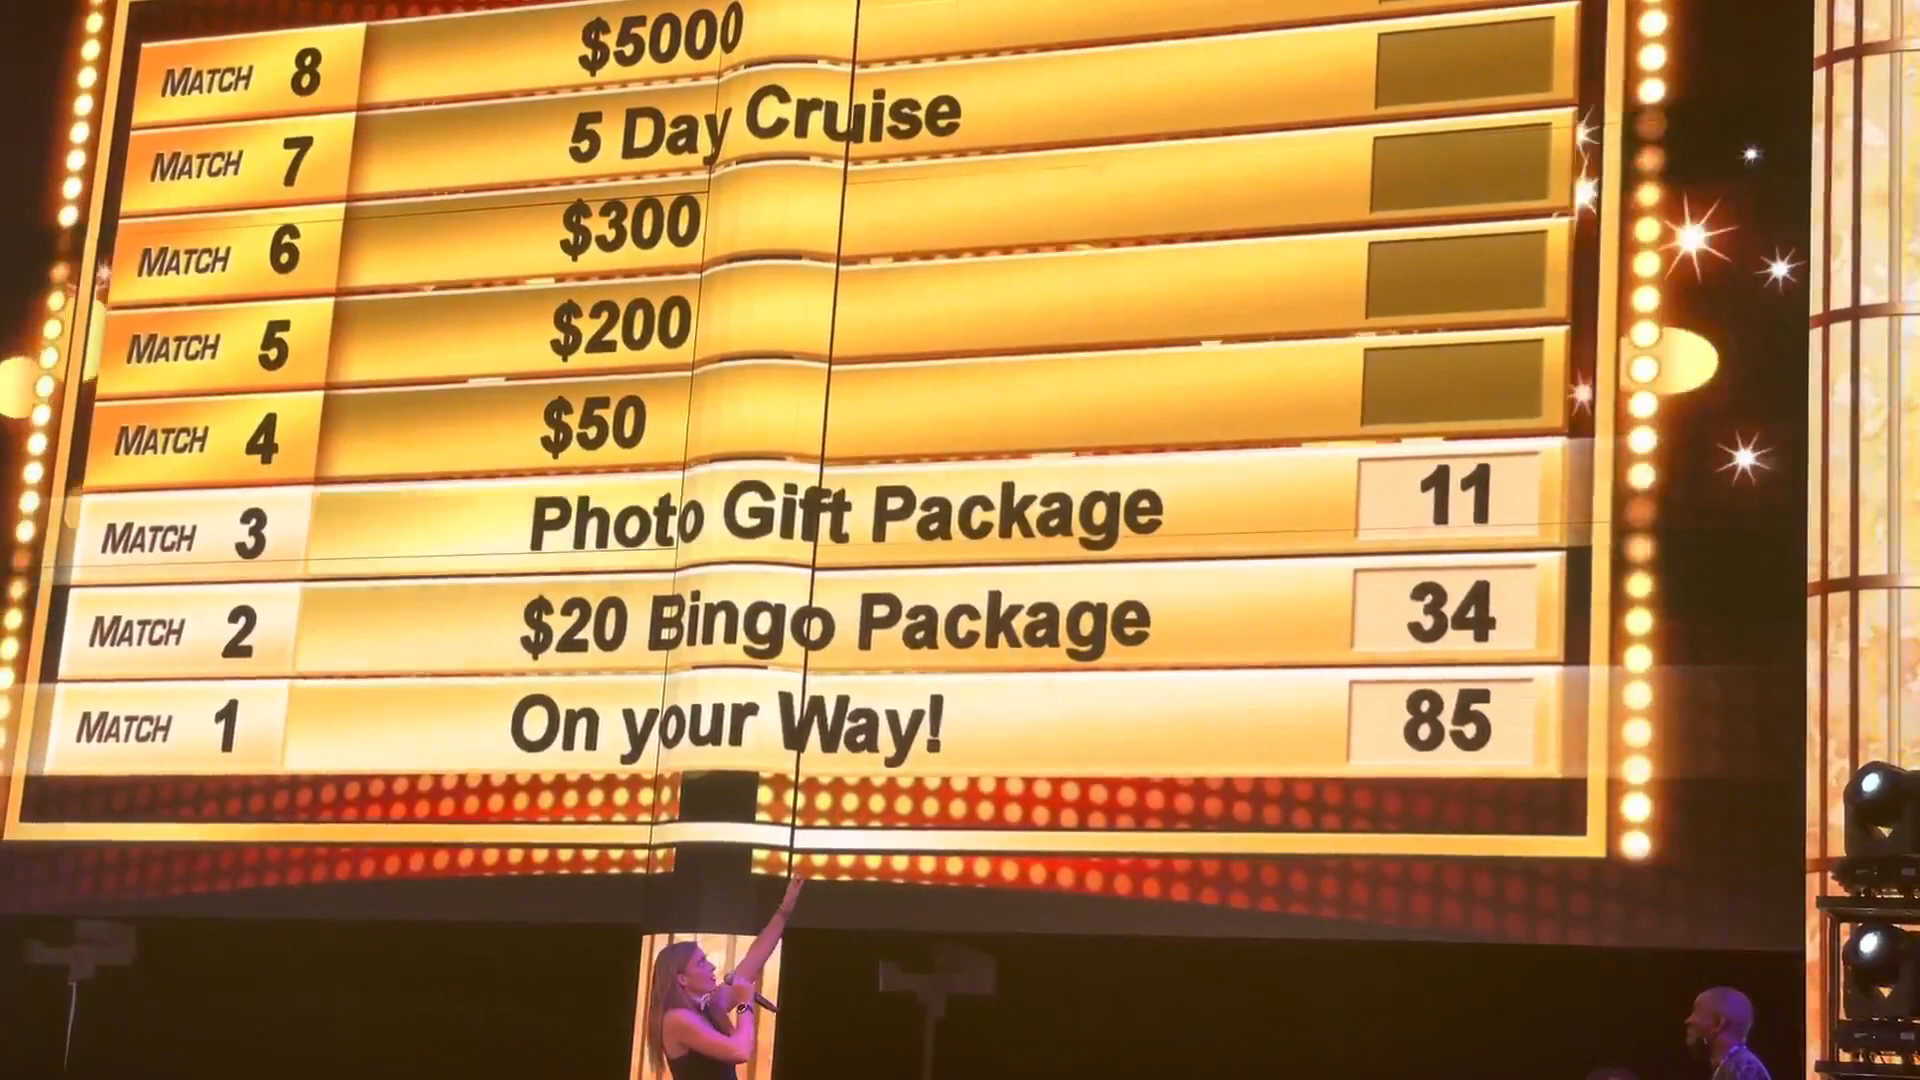 MATCH 8 $5000
MATCH 7 5 Day Cruise
MATCH 6 $300
MATCH 5 $200
MATCH 4 $50
MATCH 3 Photo Gift Package 11
MATCH 2 $20 Bingo Package 34
MATCH 1 On your Way! 85